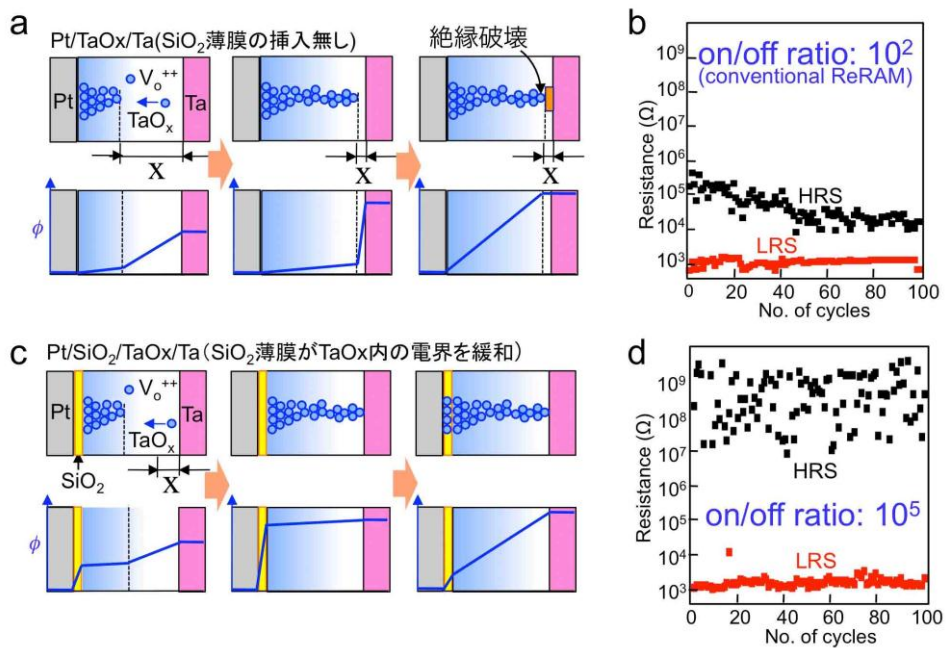 a
Pt/TaOx/Ta(SiO₂薄膜の挿入無し)
絶縁破壊
Pt
V₀⁺⁺
TaOₓ
Ta
X
X
X
ϕ
b
on/off ratio: 10²
(conventional ReRAM)
Resistance (Ω)
10⁹
10⁸
10⁷
10⁶
10⁵
10⁴
10³
HRS
LRS
0 20 40 60 80 100
No. of cycles
c
Pt/SiO₂/TaOx/Ta(SiO₂薄膜がTaOx内の電界を緩和)
Pt
V₀⁺⁺
TaOₓ
Ta
SiO₂
X
ϕ
d
Resistance (Ω)
10⁹
10⁸
10⁷
10⁶
10⁵
10⁴
10³
HRS
on/off ratio: 10⁵
LRS
0 20 40 60 80 100
No. of cycles